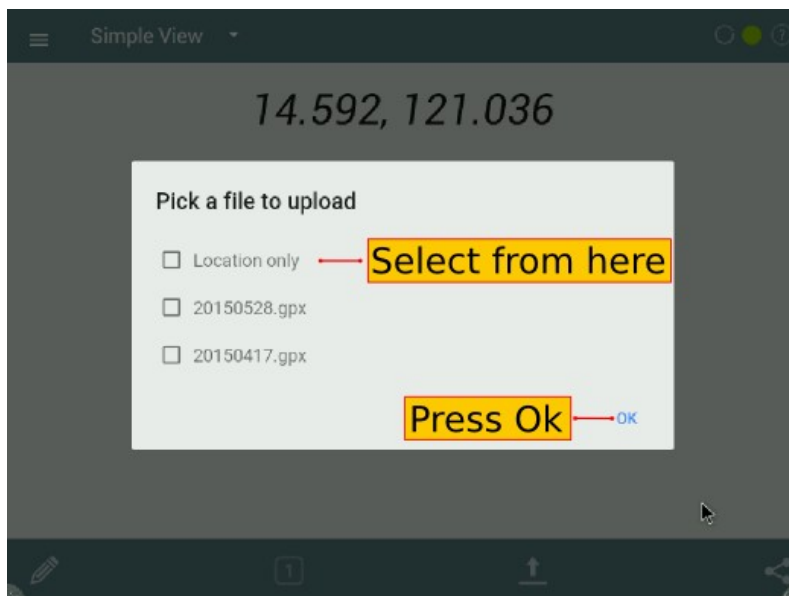 Simple View
14.592, 121.036
Pick a file to upload
Location only
Select from here
20150528.gpx
20150417.gpx
Press Ok
OK
1